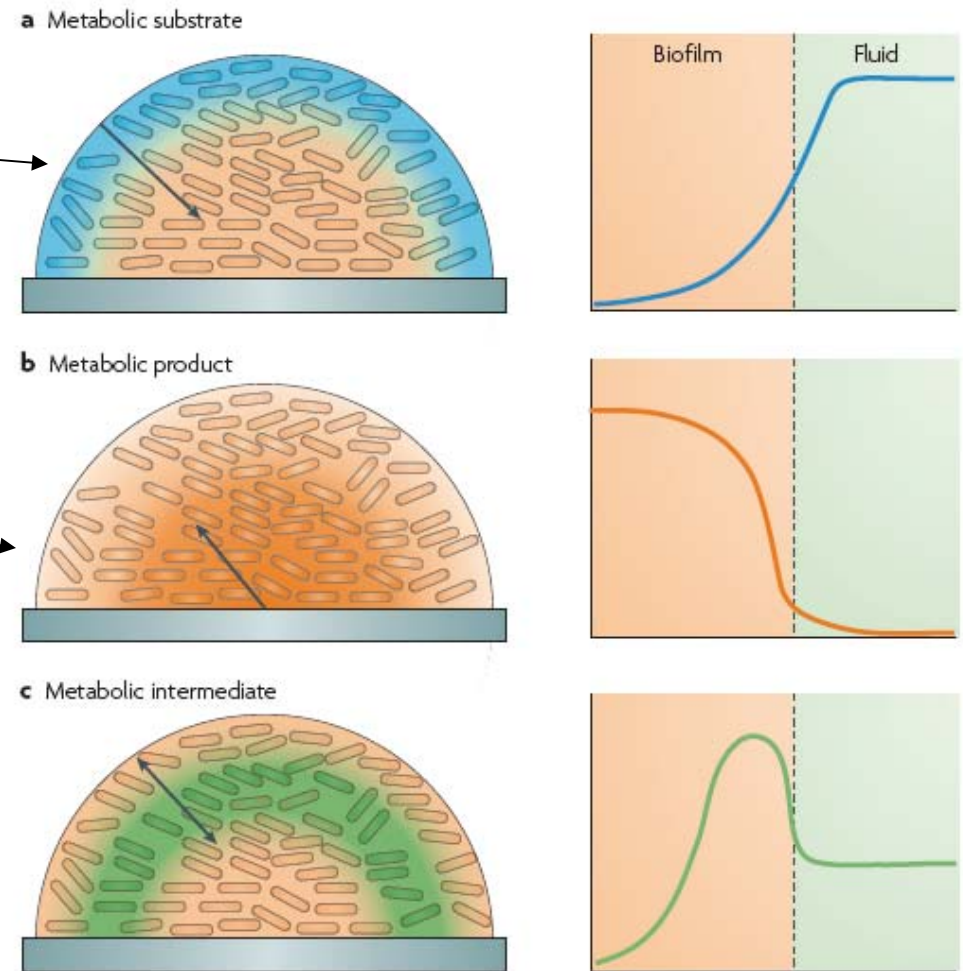 a Metabolic substrate
Biofilm
Fluid
b Metabolic product
c Metabolic intermediate